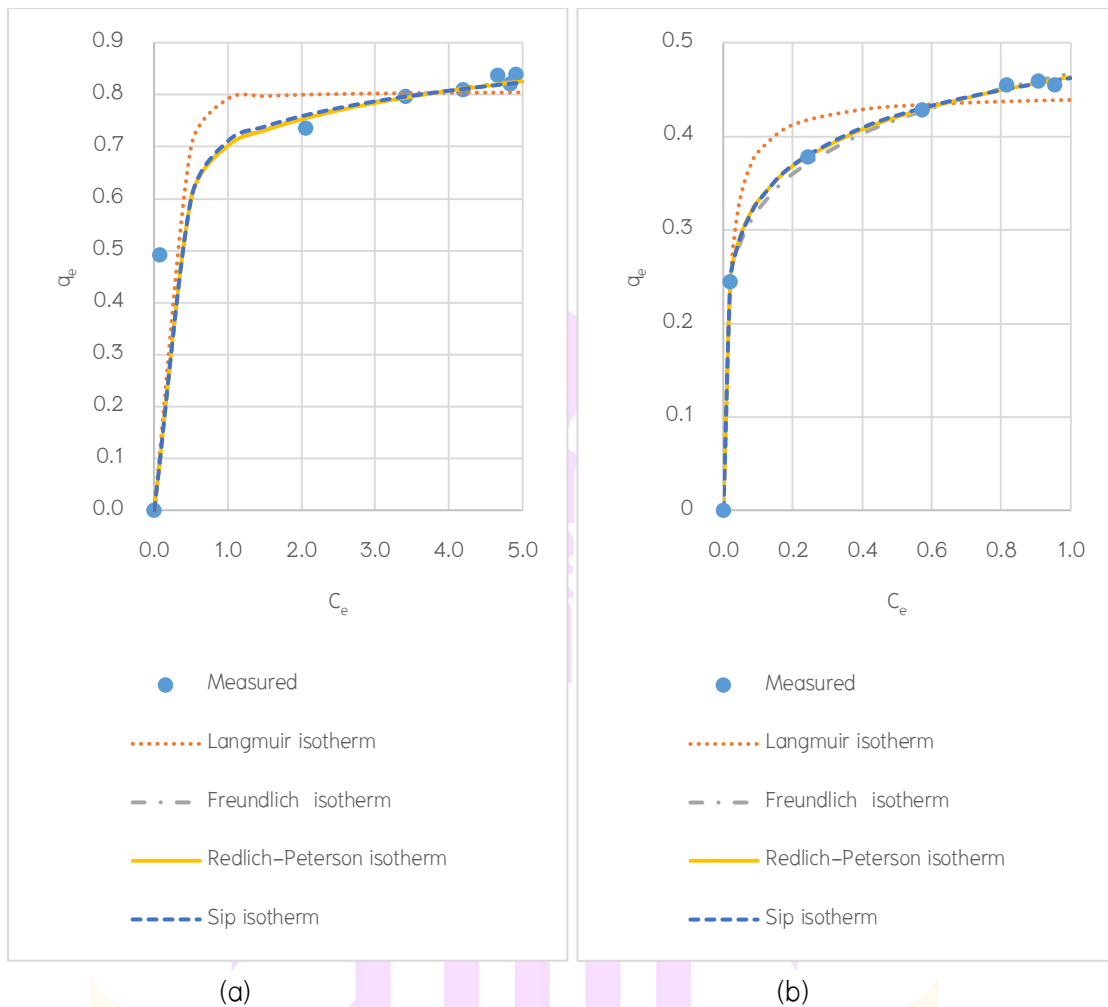 0.9
0.8
0.7
0.6
0.5
0.4
0.3
0.2
0.1
0.0
qe
0.0 1.0 2.0 3.0 4.0 5.0
Ce
Measured
Langmuir isotherm
Freundlich isotherm
Redlich-Peterson isotherm
Sip isotherm
(a)
0.5
0.4
0.3
0.2
0.1
0
qe
0.0 0.2 0.4 0.6 0.8 1.0
Ce
Measured
Langmuir isotherm
Freundlich isotherm
Redlich-Peterson isotherm
Sip isotherm
(b)